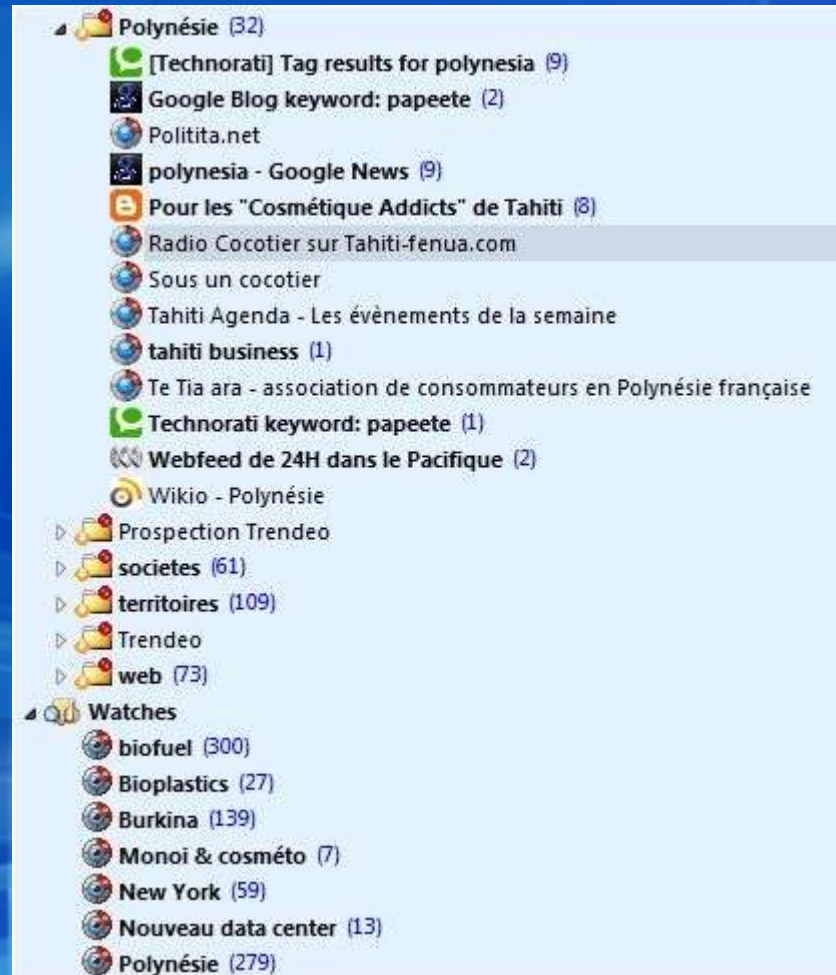 Polynésie (32)
[Technorati] Tag results for polynesia (9)
Google Blog keyword: papeete (2)
Politita.net
polynesia - Google News (9)
Pour les "Cosmétique Addicts" de Tahiti (8)
Radio Cocotier sur Tahiti-fenua.com
Sous un cocotier
Tahiti Agenda - Les évènements de la semaine
tahiti business (1)
Te Tia ara - association de consommateurs en Polynésie française
Technorati keyword: papeete (1)
Webfeed de 24H dans le Pacifique (2)
Wikio - Polynésie
Prospection Trendeo
societes (61)
territoires (109)
Trendeo
web (73)
Watches
biofuel (300)
Bioplastics (27)
Burkina (139)
Monoi & cosméto (7)
New York (59)
Nouveau data center (13)
Polynésie (279)